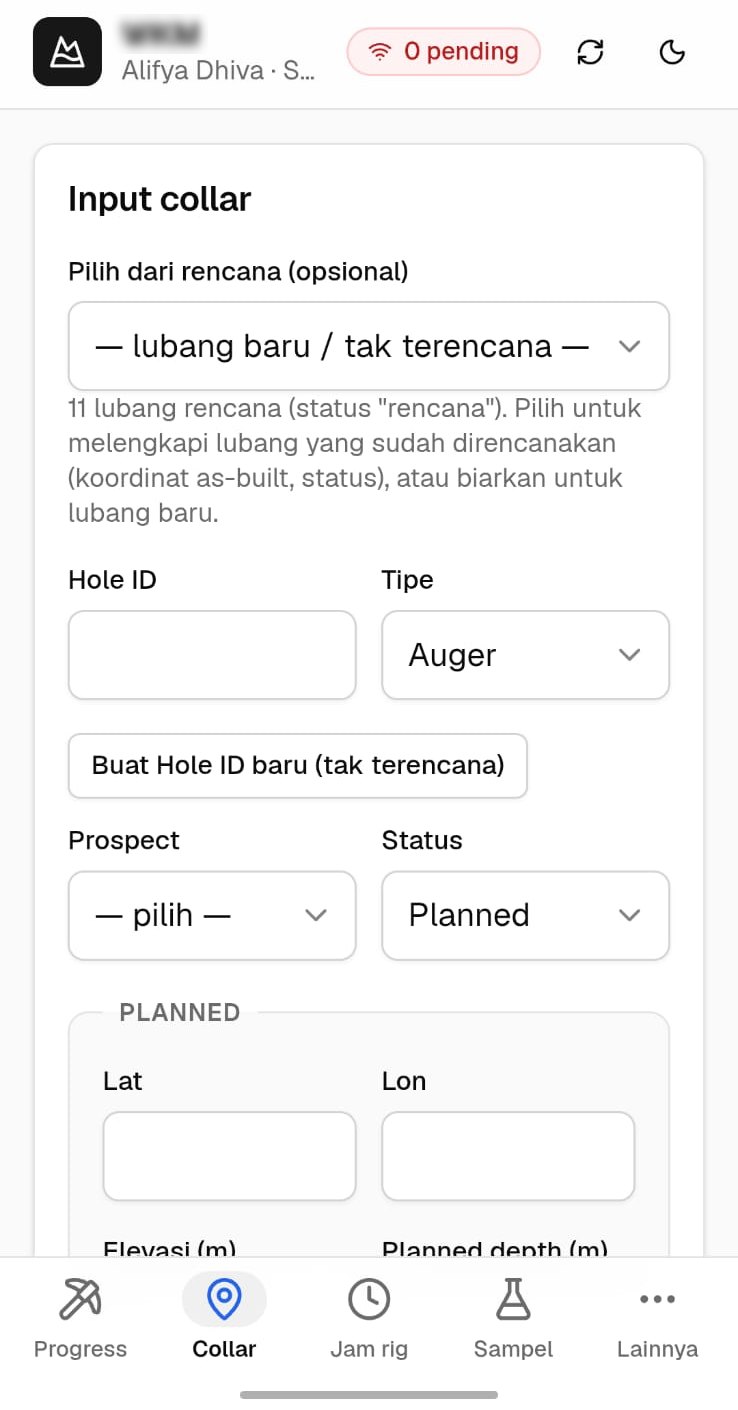 Alifya Dhiva · S...
0 pending
Input collar
Pilih dari rencana (opsional)
— lubang baru / tak terencana —
11 lubang rencana (status "rencana"). Pilih untuk
melengkapi lubang yang sudah direncanakan
(koordinat as-built, status), atau biarkan untuk
lubang baru.
Hole ID
Tipe
Auger
Buat Hole ID baru (tak terencana)
Prospect
Status
— pilih —
Planned
PLANNED
Lat
Lon
Elevasi (m)
Planned depth (m)
Progress
Collar
Jam rig
Sampel
Lainnya